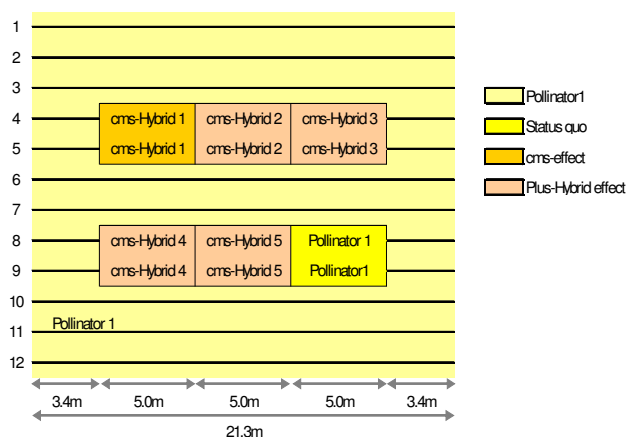 1
2
3
4 cms-Hybrid 1 cms-Hybrid 2 cms-Hybrid 3
5 cms-Hybrid 1 cms-Hybrid 2 cms-Hybrid 3
6
7
8 cms-Hybrid 4 cms-Hybrid 5 Pollinator 1
9 cms-Hybrid 4 cms-Hybrid 5 Pollinator1
10
11 Pollinator 1
12
3.4m 5.0m 5.0m 5.0m 3.4m
21.3m
Pollinator1
Status quo
cms-effect
Plus-Hybrid effect